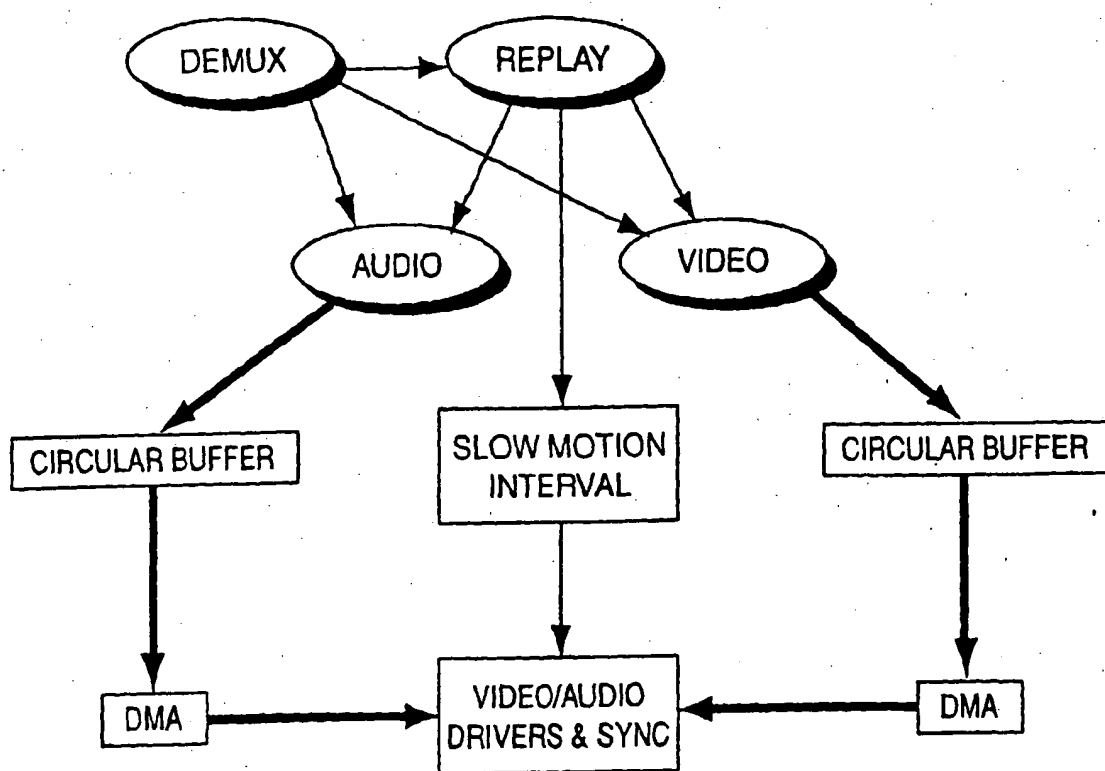 DEMUX
REPLAY
AUDIO
VIDEO
CIRCULAR BUFFER
SLOW MOTION
INTERVAL
CIRCULAR BUFFER
DMA
VIDEO/AUDIO
DRIVERS & SYNC
DMA